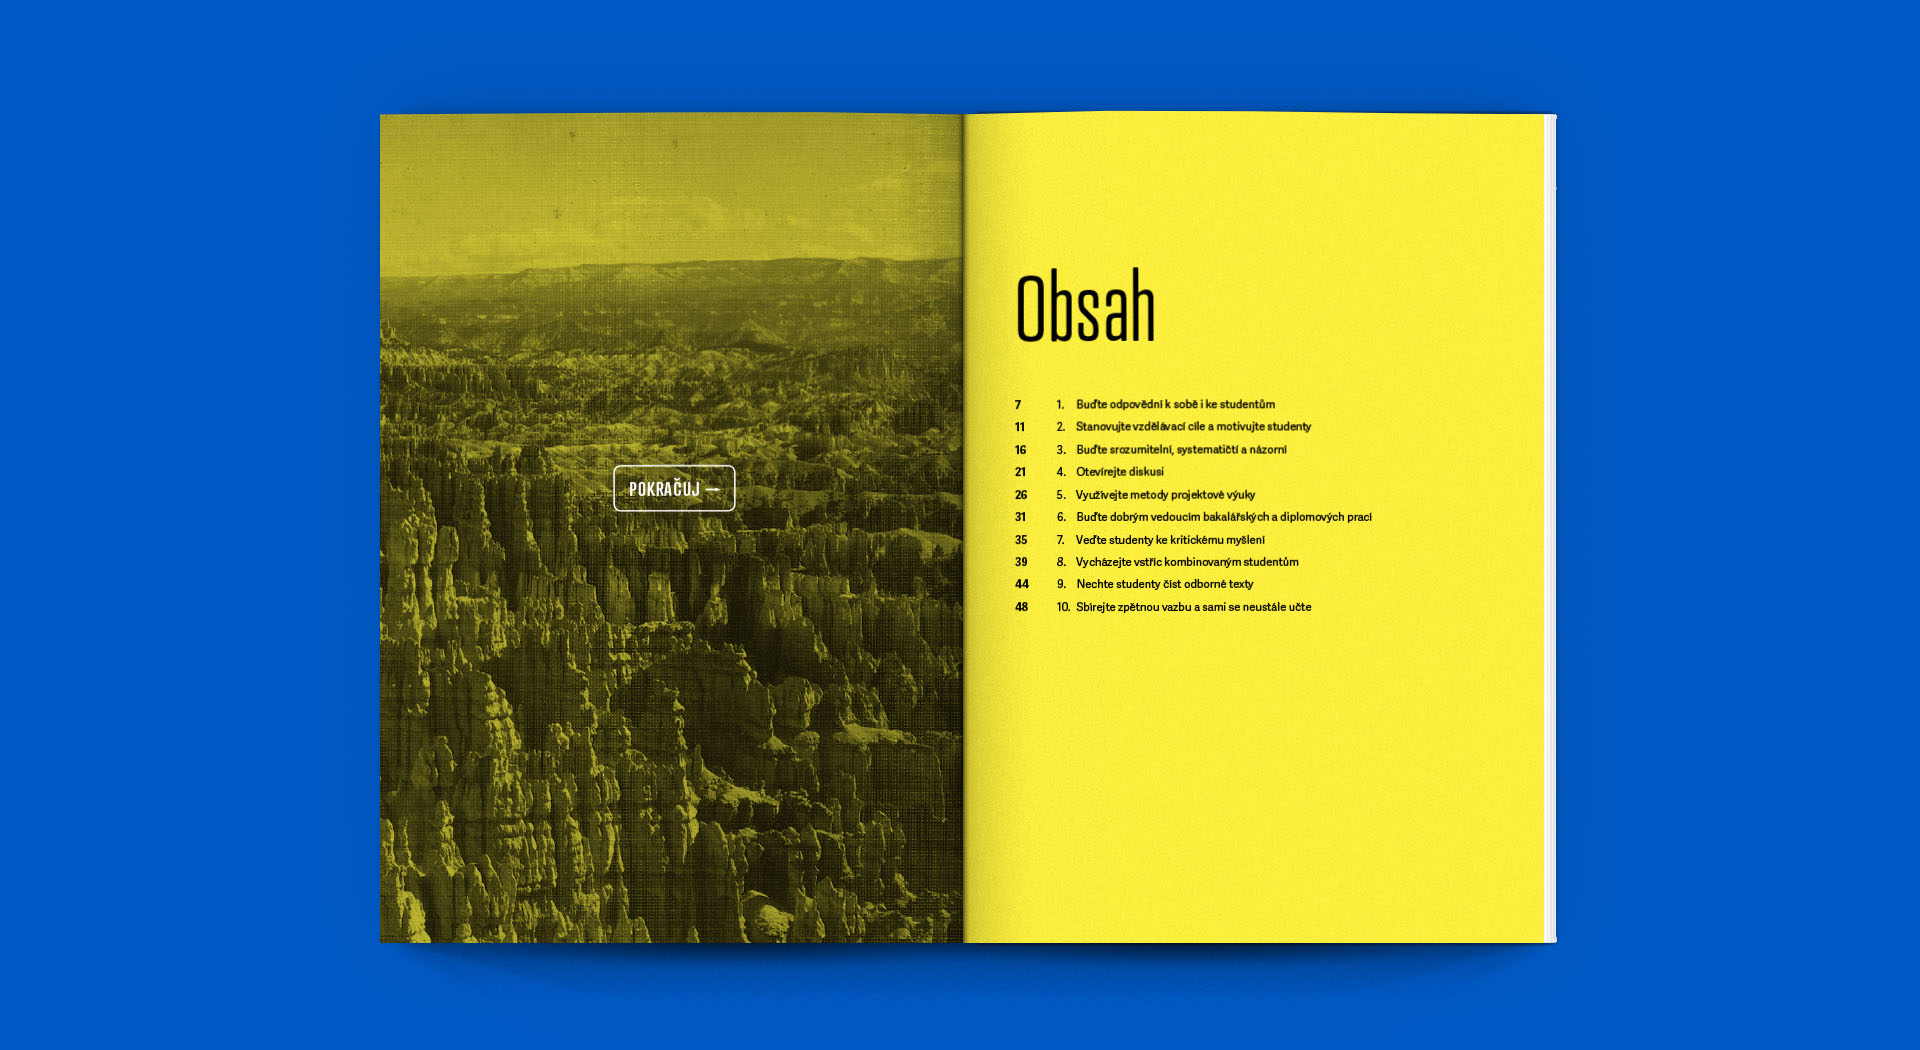 POKRAČUJ →
Obsah
7 1. Buďte odpovědní k sobě i ke studentům
11 2. Stanovujte vzdělávací cíle a motivujte studenty
16 3. Buďte srozumitelní, systematičtí a názorní
21 4. Otevírejte diskusi
26 5. Využívejte metody projektové výuky
31 6. Buďte dobrým vedoucím bakalářských a diplomových prací
35 7. Veďte studenty ke kritickému myšlení
39 8. Vycházejte vstříc kombinovaným studentům
44 9. Nechte studenty číst odborné texty
48 10. Sbírejte zpětnou vazbu a sami se neustále učte